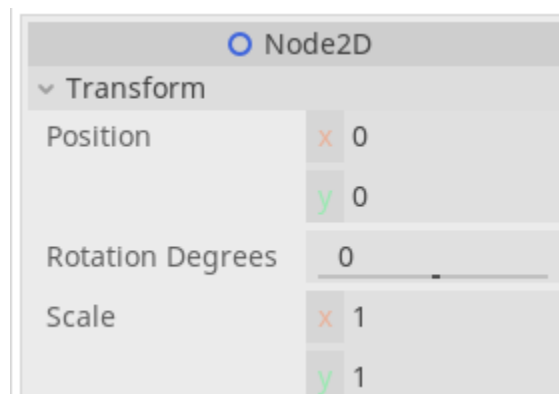 Node2D
Transform
Position x 0
y 0
Rotation Degrees 0
Scale x 1
y 1